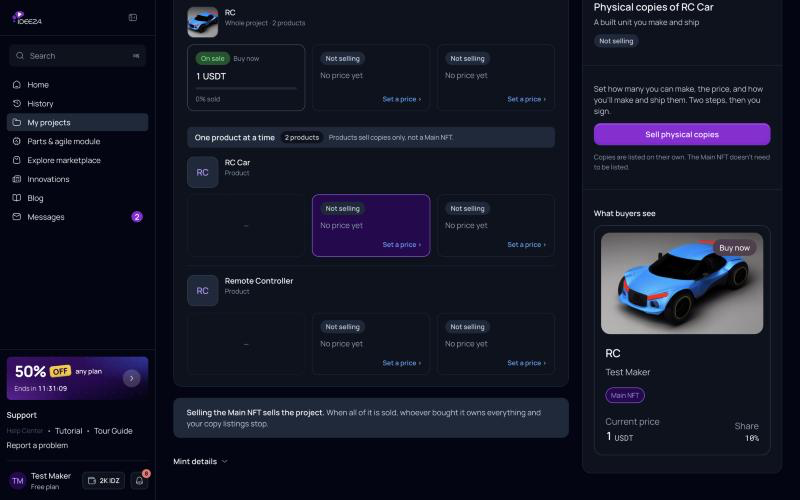 IDEEZA
Search
⌘K
Home
History
My projects
Parts & agile module
Explore marketplace
Innovations
Blog
Messages
2
50% OFF any plan
Ends in 11:31:09
Support
Help Center • Tutorial • Tour Guide
Report a problem
TM
Test Maker
Free plan
2K IDZ
8
RC
Whole project · 2 products
On sale
Buy now
1 USDT
0% sold
Not selling
No price yet
Set a price ›
Not selling
No price yet
Set a price ›
One product at a time
2 products
Products sell copies only, not a Main NFT.
RC
RC Car
Product
–
Not selling
No price yet
Set a price ›
Not selling
No price yet
Set a price ›
RC
Remote Controller
Product
–
Not selling
No price yet
Set a price ›
Not selling
No price yet
Set a price ›
Selling the Main NFT sells the project. When all of it is sold, whoever bought it owns everything and
your copy listings stop.
Mint details
Physical copies of RC Car
A built unit you make and ship
Not selling
Set how many you can make, the price, and how
you'll make and ship them. Two steps, then you
sign.
Sell physical copies
Copies are listed on their own. The Main NFT doesn't need
to be listed.
What buyers see
Buy now
RC
Test Maker
Main NFT
Current price
1 USDT
Share
10%